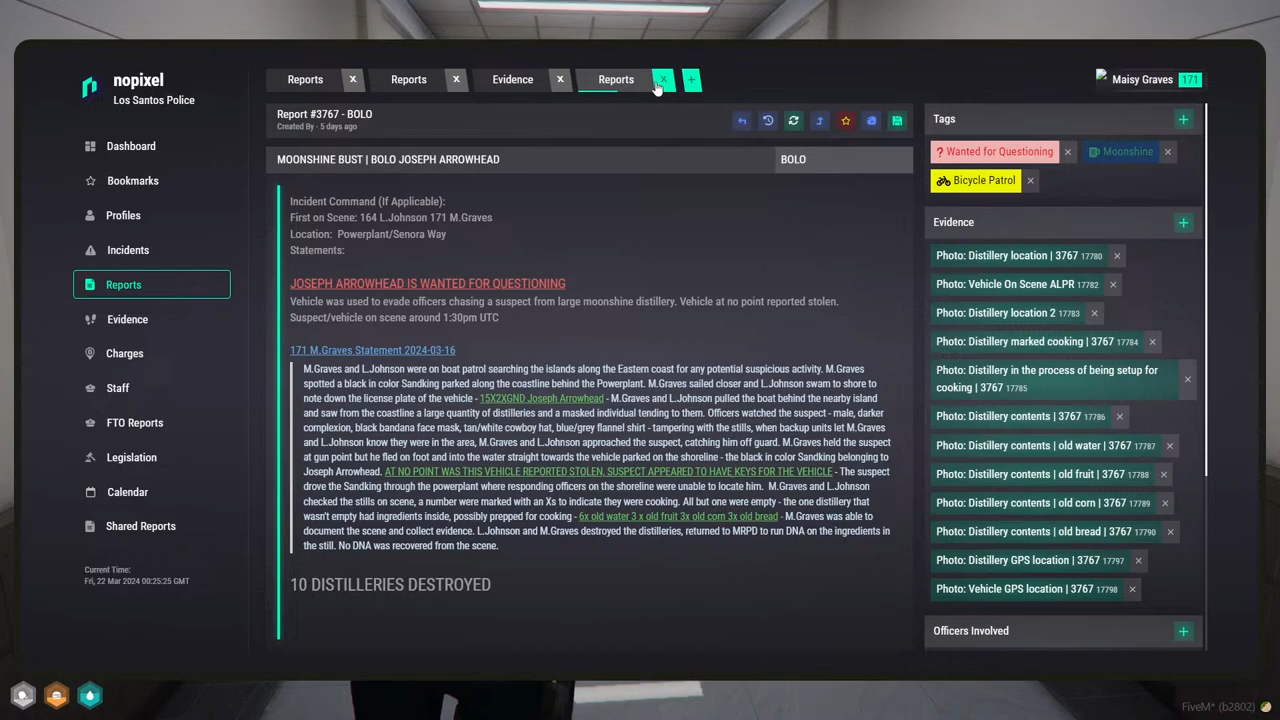 nopixel
Los Santos Police
Reports
Reports
Evidence
Reports
Maisy Graves 171
Dashboard
Bookmarks
Profiles
Incidents
Reports
Evidence
Charges
Staff
FTO Reports
Legislation
Calendar
Shared Reports
Current Time:
Fri, 22 Mar 2024 00:25:25 GMT
Report #3767 - BOLO
Created By · 5 days ago
MOONSHINE BUST | BOLO JOSEPH ARROWHEAD
BOLO
Incident Command (If Applicable):
First on Scene: 164 L.Johnson 171 M.Graves
Location: Powerplant/Senora Way
Statements:
JOSEPH ARROWHEAD IS WANTED FOR QUESTIONING
Vehicle was used to evade officers chasing a suspect from large moonshine distillery. Vehicle at no point reported stolen.
Suspect/vehicle on scene around 1:30pm UTC
171 M.Graves Statement 2024-03-16
M.Graves and L.Johnson were on boat patrol searching the islands along the Eastern coast for any potential suspicious activity. M.Graves
spotted a black in color Sandking parked along the coastline behind the Powerplant. M.Graves sailed closer and L.Johnson swam to shore to
note down the license plate of the vehicle - 15X2XGND Joseph Arrowhead - M.Graves and L.Johnson pulled the boat behind the nearby island
and saw from the coastline a large quantity of distilleries and a masked individual tending to them. Officers watched the suspect - male, darker
complexion, black bandana face mask, tan/white cowboy hat, blue/grey flannel shirt - tampering with the stills, when backup units let M.Graves
and L.Johnson know they were in the area, M.Graves and L.Johnson approached the suspect, catching him off guard. M.Graves held the suspect
at gun point but he fled on foot and into the water straight towards the vehicle parked on the shoreline - the black in color Sandking belonging to
Joseph Arrowhead. AT NO POINT WAS THIS VEHICLE REPORTED STOLEN, SUSPECT APPEARED TO HAVE KEYS FOR THE VEHICLE - The suspect
drove the Sandking through the powerplant where responding officers on the shoreline were unable to locate him. M.Graves and L.Johnson
checked the stills on scene, a number were marked with an Xs to indicate they were cooking. All but one were empty - the one distillery that
wasn't empty had ingredients inside, possibly prepped for cooking - 6x old water 3 x old fruit 3x old corn 3x old bread - M.Graves was able to
document the scene and collect evidence. L.Johnson and M.Graves destroyed the distilleries, returned to MRPD to run DNA on the ingredients in
the still. No DNA was recovered from the scene.
10 DISTILLERIES DESTROYED
Tags
Wanted for Questioning
Moonshine
Bicycle Patrol
Evidence
Photo: Distillery location | 3767 17780
Photo: Vehicle On Scene ALPR 17782
Photo: Distillery location 2 17783
Photo: Distillery marked cooking | 3767 17784
Photo: Distillery in the process of being setup for
cooking | 3767 17785
Photo: Distillery contents | 3767 17786
Photo: Distillery contents | old water | 3767 17787
Photo: Distillery contents | old fruit | 3767 17788
Photo: Distillery contents | old corn | 3767 17789
Photo: Distillery contents | old bread | 3767 17790
Photo: Distillery GPS location | 3767 17797
Photo: Vehicle GPS location | 3767 17798
Officers Involved
FiveM* (b2802)